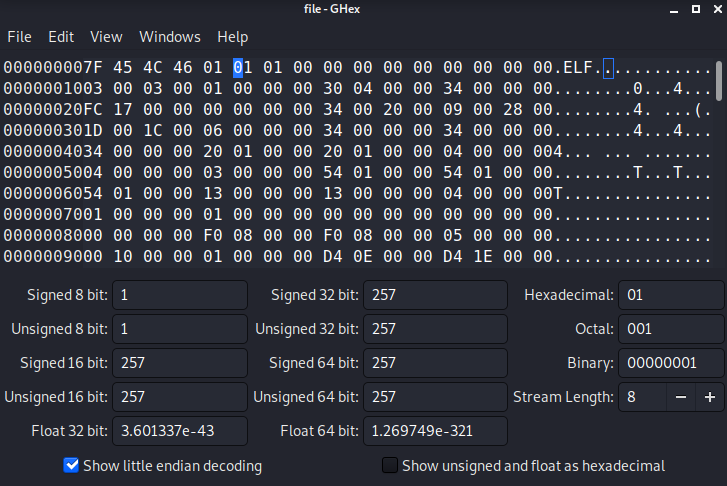 file - GHex
File Edit View Windows Help
000000007F 45 4C 46 01 01 01 00 00 00 00 00 00 00 00 00.ELF............
0000001003 00 03 00 01 00 00 00 30 04 00 00 34 00 00 00........0...4...
00000020FC 17 00 00 00 00 00 00 34 00 20 00 09 00 28 00........4. ...(.
000000301D 00 1C 00 06 00 00 00 34 00 00 00 34 00 00 00........4...4...
0000004034 00 00 00 20 01 00 00 20 01 00 00 04 00 00 004... ... .......
0000005004 00 00 00 03 00 00 00 54 01 00 00 54 01 00 00........T...T...
0000006054 01 00 00 13 00 00 00 13 00 00 00 04 00 00 00T...............
0000007001 00 00 00 01 00 00 00 00 00 00 00 00 00 00 00................
0000008000 00 00 00 F0 08 00 00 F0 08 00 00 05 00 00 00................
0000009000 10 00 00 01 00 00 00 D4 0E 00 00 D4 1E 00 00................
Signed 8 bit: 1 Signed 32 bit: 257 Hexadecimal: 01
Unsigned 8 bit: 1 Unsigned 32 bit: 257 Octal: 001
Signed 16 bit: 257 Signed 64 bit: 257 Binary: 00000001
Unsigned 16 bit: 257 Unsigned 64 bit: 257 Stream Length: 8 − +
Float 32 bit: 3.601337e-43 Float 64 bit: 1.269749e-321
Show little endian decoding Show unsigned and float as hexadecimal